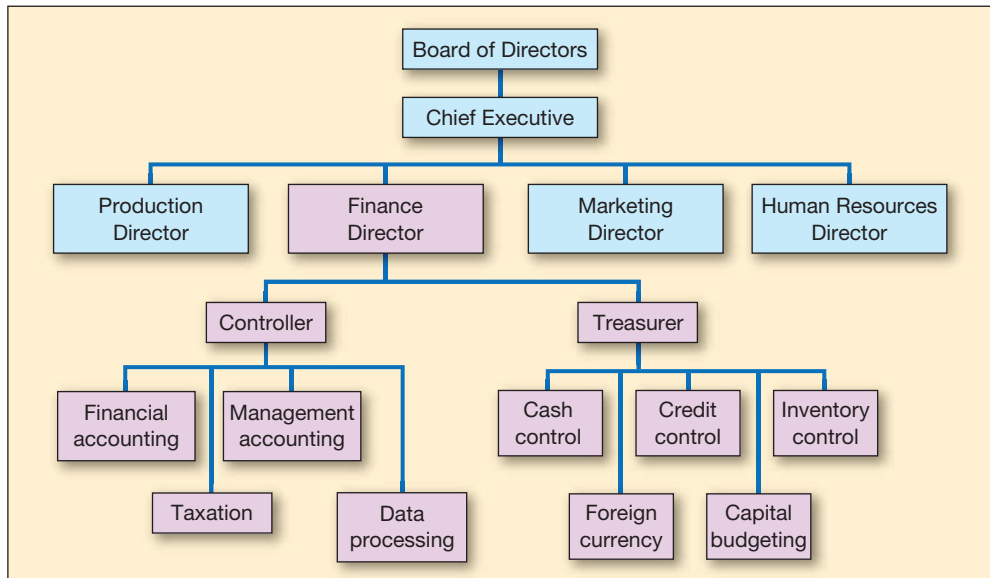 Board of Directors
Chief Executive
Production
Director
Finance
Director
Marketing
Director
Human Resources
Director
Controller
Treasurer
Financial
accounting
Management
accounting
Cash
control
Credit
control
Inventory
control
Taxation
Data
processing
Foreign
currency
Capital
budgeting